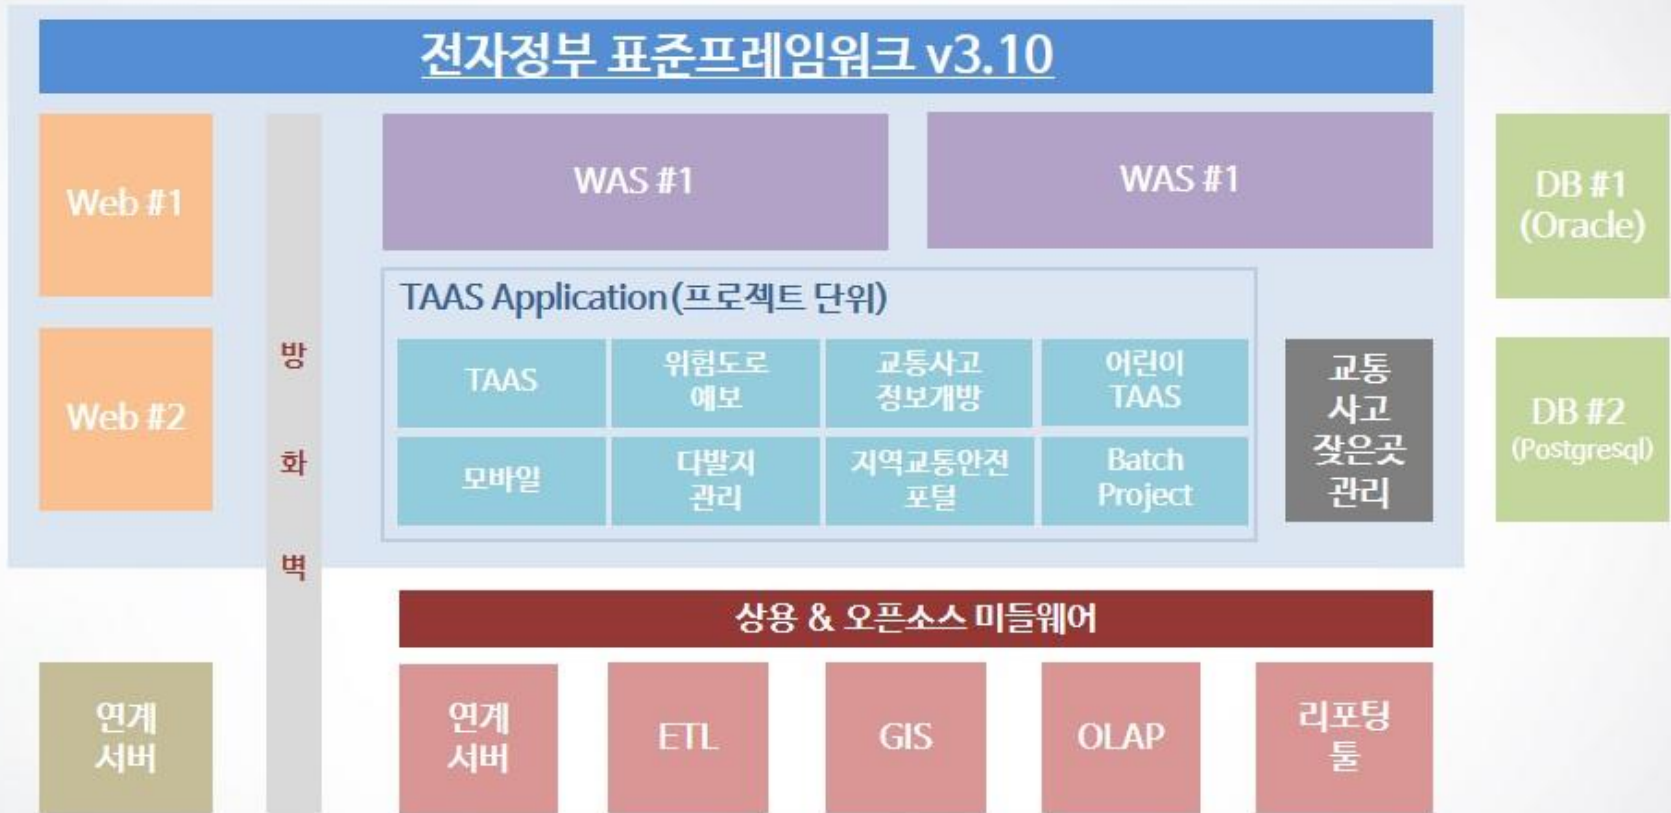 전자정부 표준프레임워크 v3.10
Web #1
Web #2
방
화
벽
WAS #1
WAS #1
DB #1
(Oracle)
DB #2
(Postgresql)
TAAS Application(프로젝트 단위)
TAAS
위험도로
예보
교통사고
정보개방
어린이
TAAS
모바일
다발지
관리
지역교통안전
포털
Batch
Project
교통
사고
잦은곳
관리
상용 & 오픈소스 미들웨어
연계
서버
연계
서버
ETL
GIS
OLAP
리포팅
툴